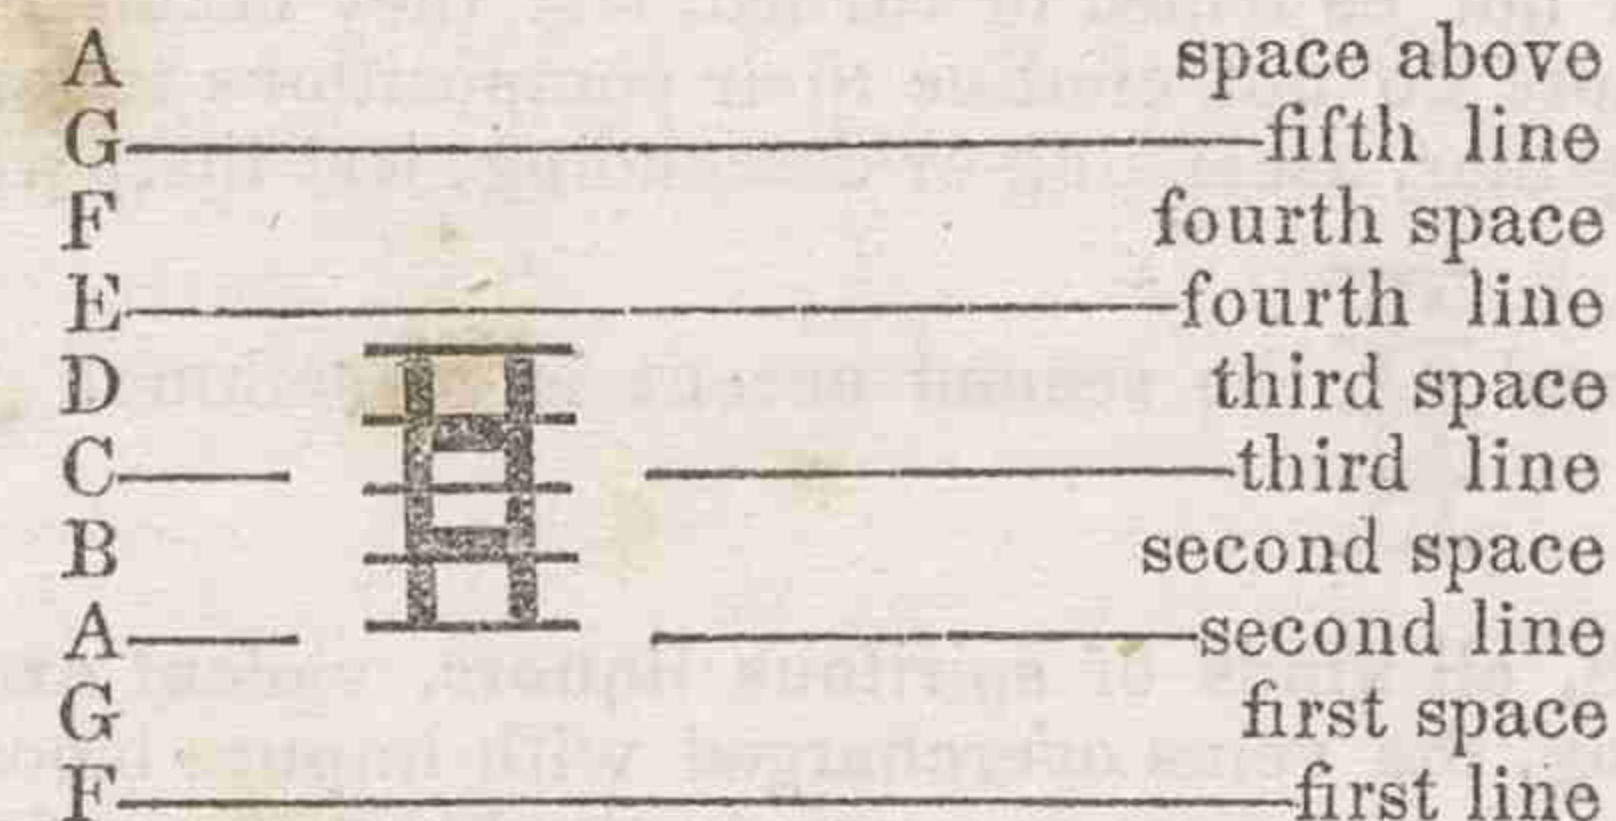 A space above
G fifth line
F fourth space
E fourth line
D third space
C third line
B second space
A second line
G first space
F first line